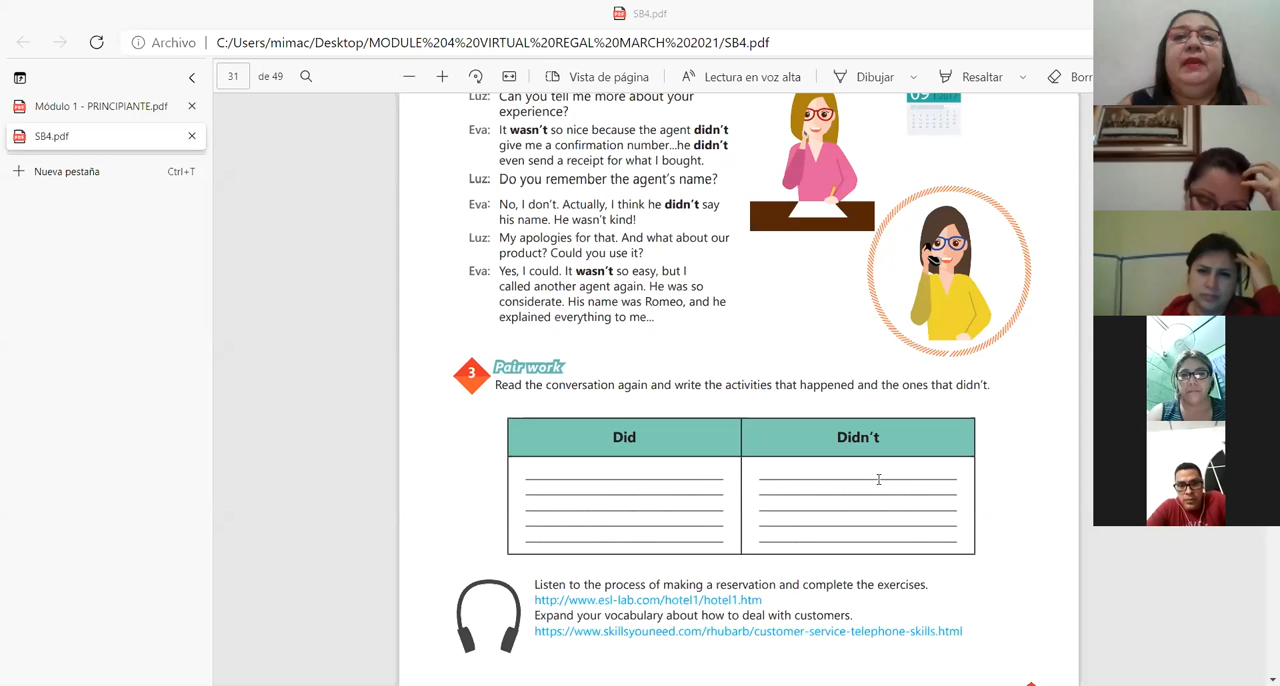 SB4.pdf
Archivo
C:/Users/mimac/Desktop/MODULE%204%20VIRTUAL%20REGAL%20MARCH%202021/SB4.pdf
31 de 49
Vista de página
Lectura en voz alta
Dibujar
Resaltar
Borr
Módulo 1 - PRINCIPIANTE.pdf
SB4.pdf
Nueva pestaña Ctrl+T
Luz: Can you tell me more about your
experience?
Eva: It wasn't so nice because the agent didn't
give me a confirmation number...he didn't
even send a receipt for what I bought.
Luz: Do you remember the agent's name?
Eva: No, I don't. Actually, I think he didn't say
his name. He wasn't kind!
Luz: My apologies for that. And what about our
product? Could you use it?
Eva: Yes, I could. It wasn't so easy, but I
called another agent again. He was so
considerate. His name was Romeo, and he
explained everything to me...
09 2017
3 Pair work
Read the conversation again and write the activities that happened and the ones that didn't.
Did Didn't
Listen to the process of making a reservation and complete the exercises.
http://www.esl-lab.com/hotel1/hotel1.htm
Expand your vocabulary about how to deal with customers.
https://www.skillsyouneed.com/rhubarb/customer-service-telephone-skills.html